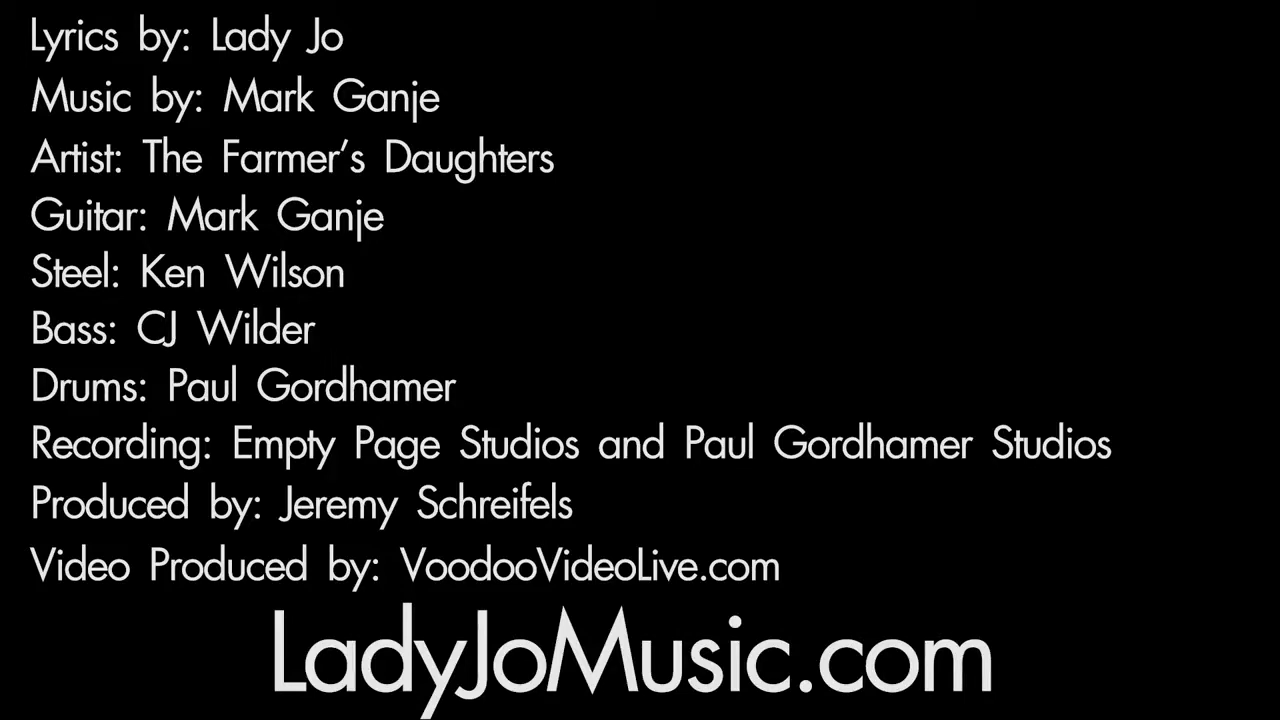 Lyrics by: Lady Jo
Music by: Mark Ganje
Artist: The Farmer's Daughters
Guitar: Mark Ganje
Steel: Ken Wilson
Bass: CJ Wilder
Drums: Paul Gordhamer
Recording: Empty Page Studios and Paul Gordhamer Studios
Produced by: Jeremy Schreifels
Video Produced by: VoodooVideoLive.com
LadyJoMusic.com